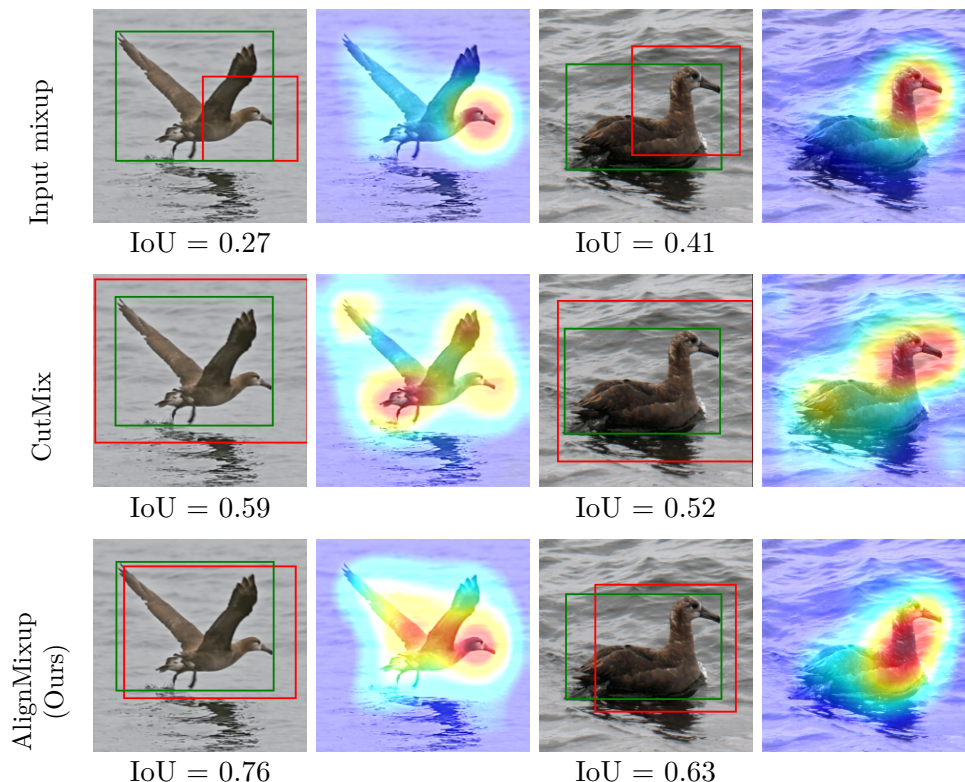 Input mixup
IoU = 0.27
IoU = 0.41
CutMix
IoU = 0.59
IoU = 0.52
AlignMixup
(Ours)
IoU = 0.76
IoU = 0.63